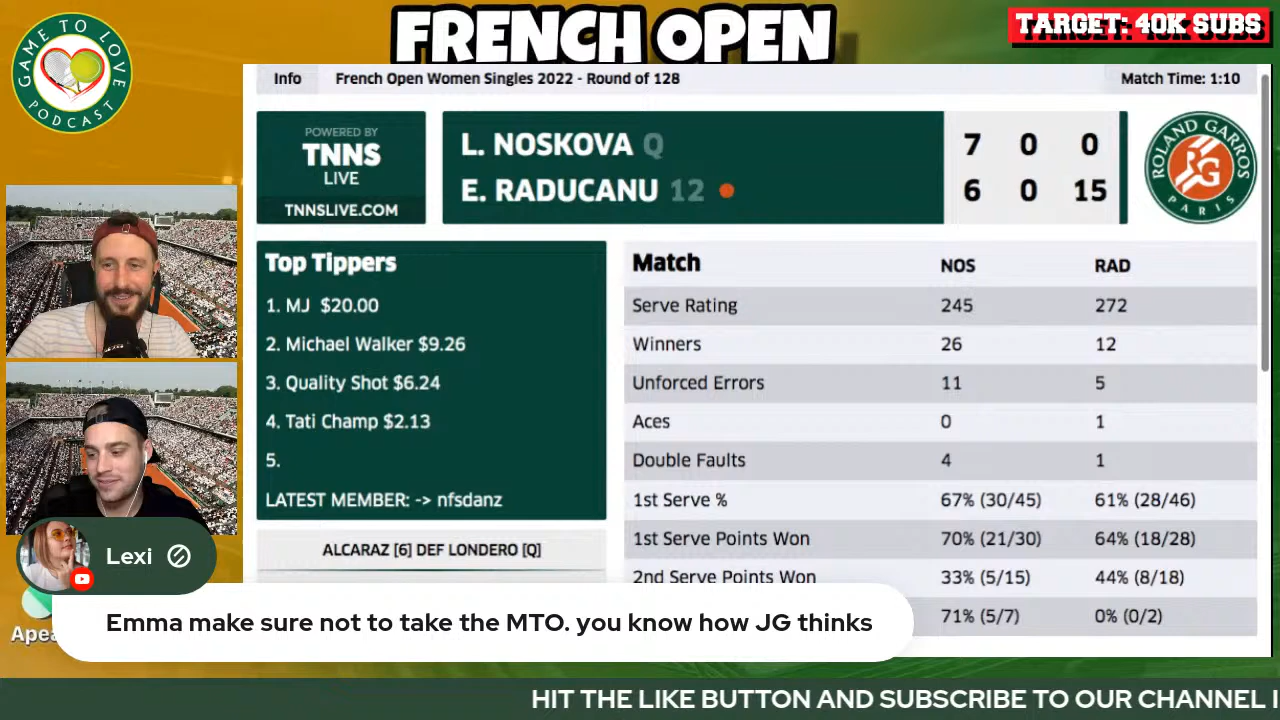 FRENCH OPEN
TARGET: 40K SUBS
GAME TO LOVE
PODCAST
Info French Open Women Singles 2022 - Round of 128 Match Time: 1:10
POWERED BY
TNNS
LIVE
TNNSLIVE.COM
L. NOSKOVA Q 7 0 0
E. RADUCANU 12 6 0 15
ROLAND GARROS
PARIS
Top Tippers
1. MJ $20.00
2. Michael Walker $9.26
3. Quality Shot $6.24
4. Tati Champ $2.13
5.
LATEST MEMBER: -> nfsdanz
ALCARAZ [6] DEF LONDERO [Q]
Match NOS RAD
Serve Rating 245 272
Winners 26 12
Unforced Errors 11 5
Aces 0 1
Double Faults 4 1
1st Serve % 67% (30/45) 61% (28/46)
1st Serve Points Won 70% (21/30) 64% (18/28)
2nd Serve Points Won 33% (5/15) 44% (8/18)
71% (5/7) 0% (0/2)
Lexi
Emma make sure not to take the MTO. you know how JG thinks
HIT THE LIKE BUTTON AND SUBSCRIBE TO OUR CHANNEL